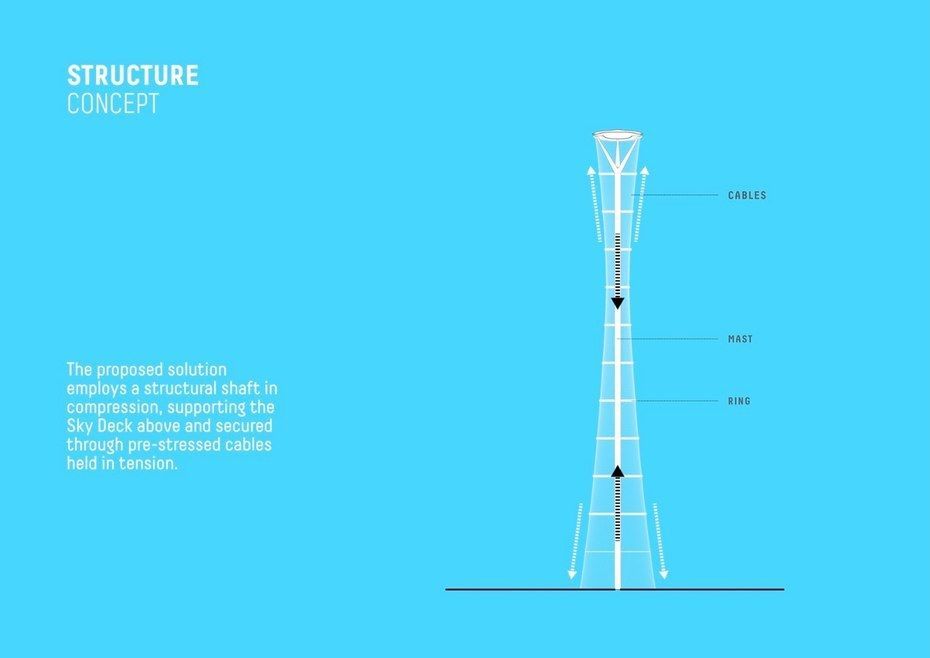 STRUCTURE
CONCEPT
CABLES
MAST
The proposed solution
employs a structural shaft in
compression, supporting the
Sky Deck above and secured
through pre-stressed cables
held in tension.
RING